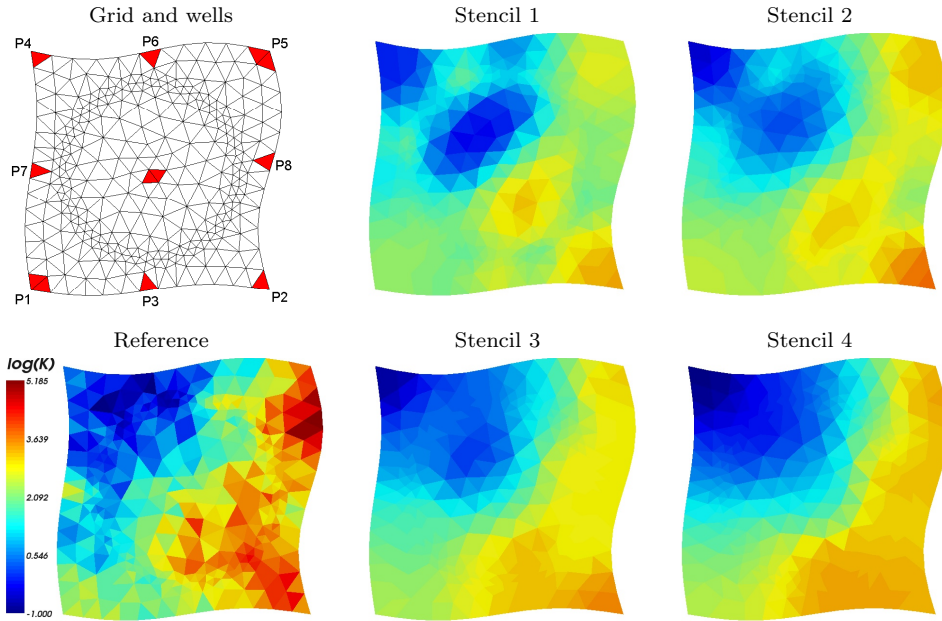 Grid and wells
Stencil 1
Stencil 2
P4
P6
P5
P7
P8
P1
P3
P2
Reference
Stencil 3
Stencil 4
log(K)
5.185
3.639
2.092
0.546
-1.000